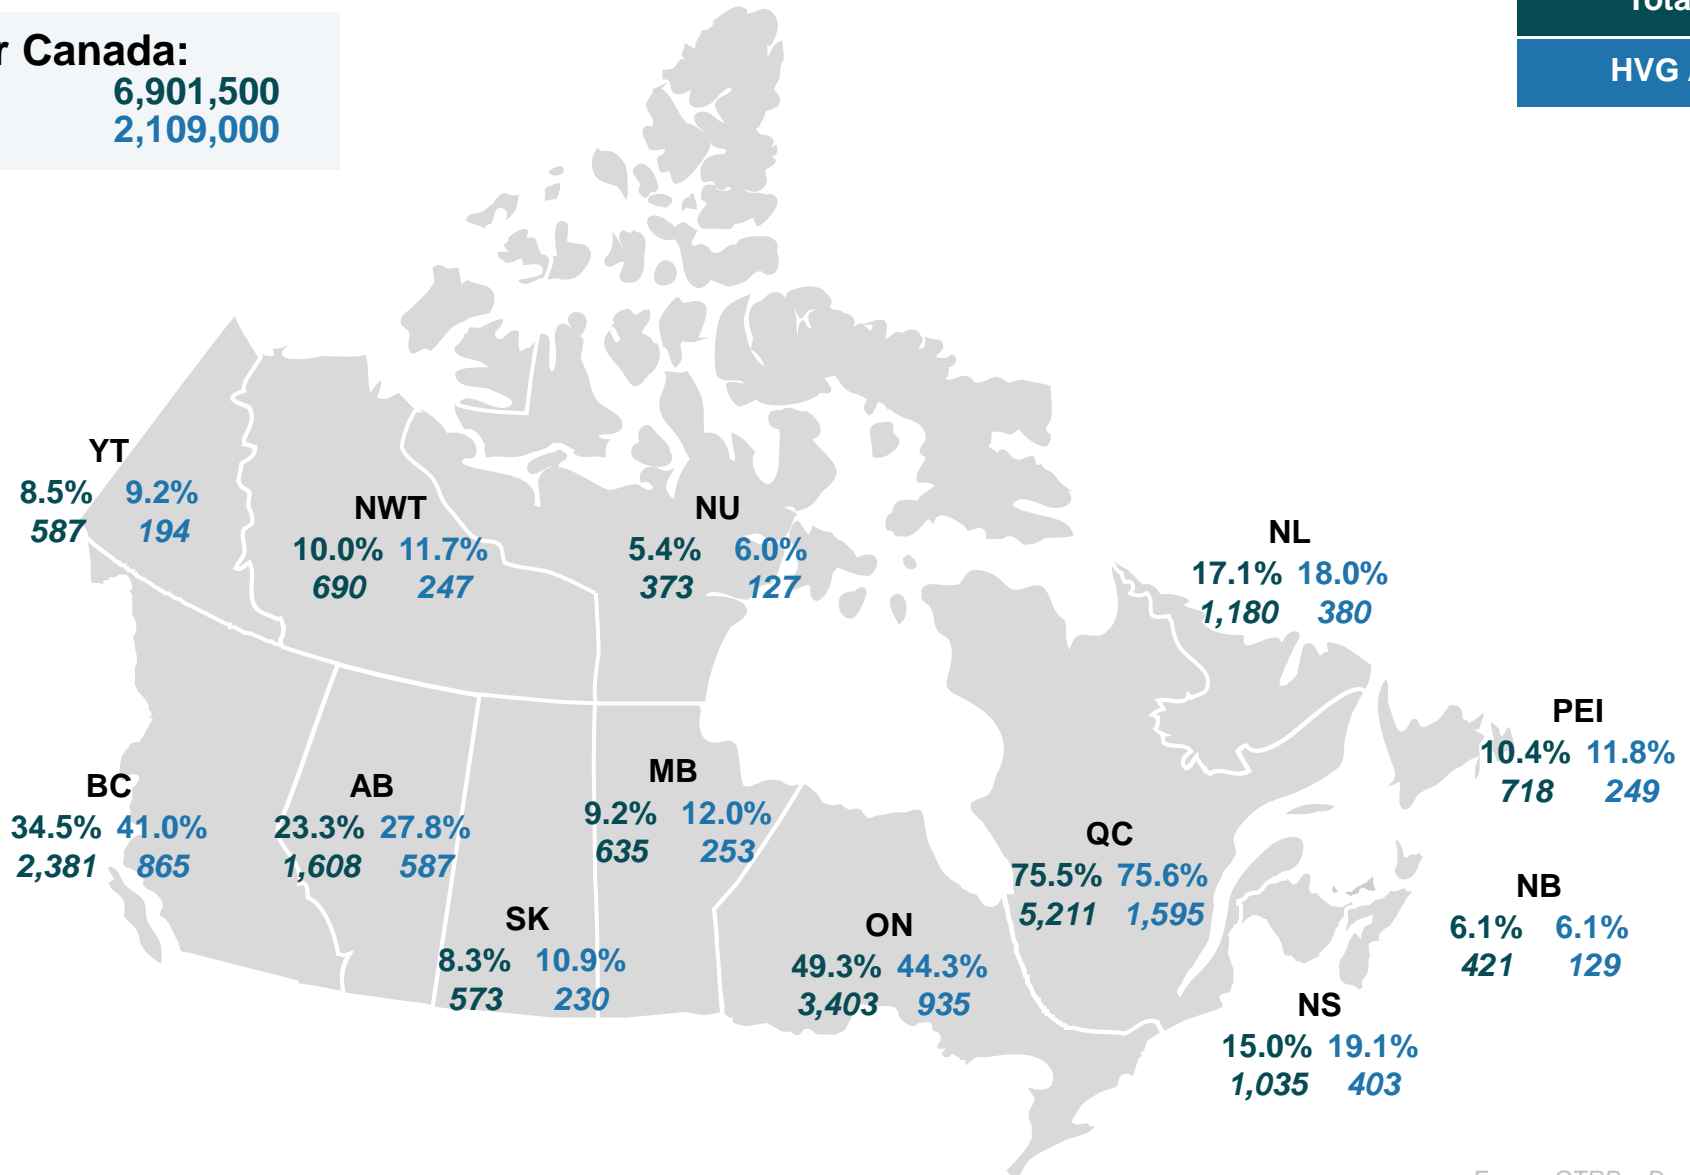 Canada:
6,901,500
2,109,000
HVG
YT
8.5% 9.2%
587 194
NWT
10.0% 11.7%
690 247
NU
5.4% 6.0%
373 127
NL
17.1% 18.0%
1,180 380
PEI
10.4% 11.8%
718 249
BC
34.5% 41.0%
2,381 865
AB
23.3% 27.8%
1,608 587
MB
9.2% 12.0%
635 253
QC
75.5% 75.6%
5,211 1,595
NB
6.1% 6.1%
421 129
SK
8.3% 10.9%
573 230
ON
49.3% 44.3%
3,403 935
NS
15.0% 19.1%
1,035 403